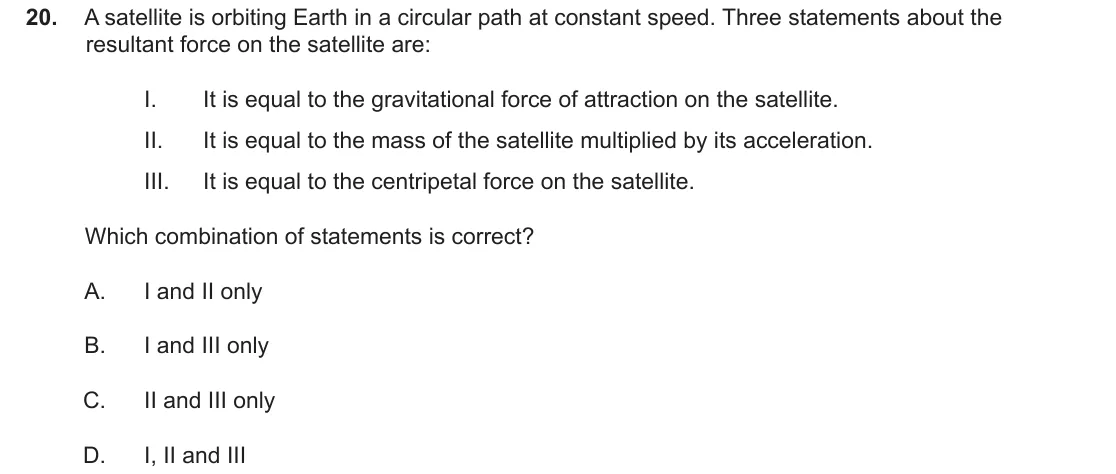 20. A satellite is orbiting Earth in a circular path at constant speed. Three statements about the
resultant force on the satellite are:
I. It is equal to the gravitational force of attraction on the satellite.
II. It is equal to the mass of the satellite multiplied by its acceleration.
III. It is equal to the centripetal force on the satellite.
Which combination of statements is correct?
A. I and II only
B. I and III only
C. II and III only
D. I, II and III